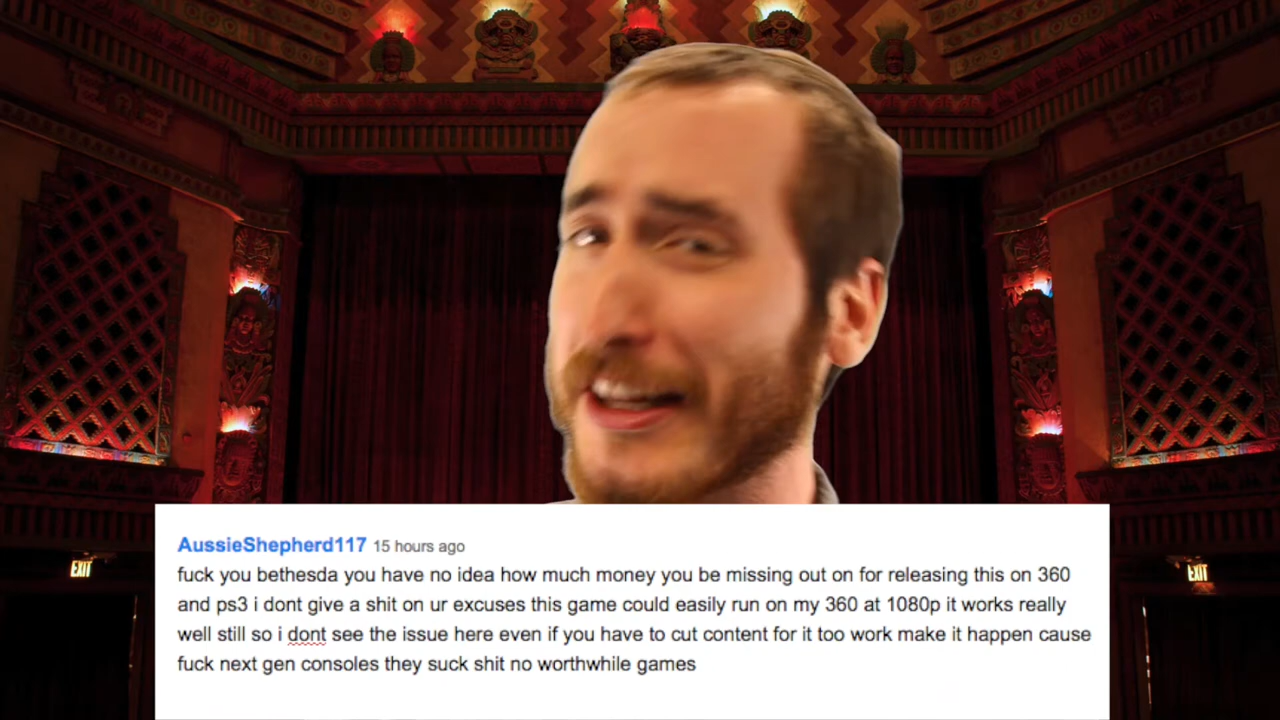 EXIT
EXIT
AussieShepherd117 15 hours ago
fuck you bethesda you have no idea how much money you be missing out on for releasing this on 360
and ps3 i dont give a shit on ur excuses this game could easily run on my 360 at 1080p it works really
well still so i dont see the issue here even if you have to cut content for it too work make it happen cause
fuck next gen consoles they suck shit no worthwhile games